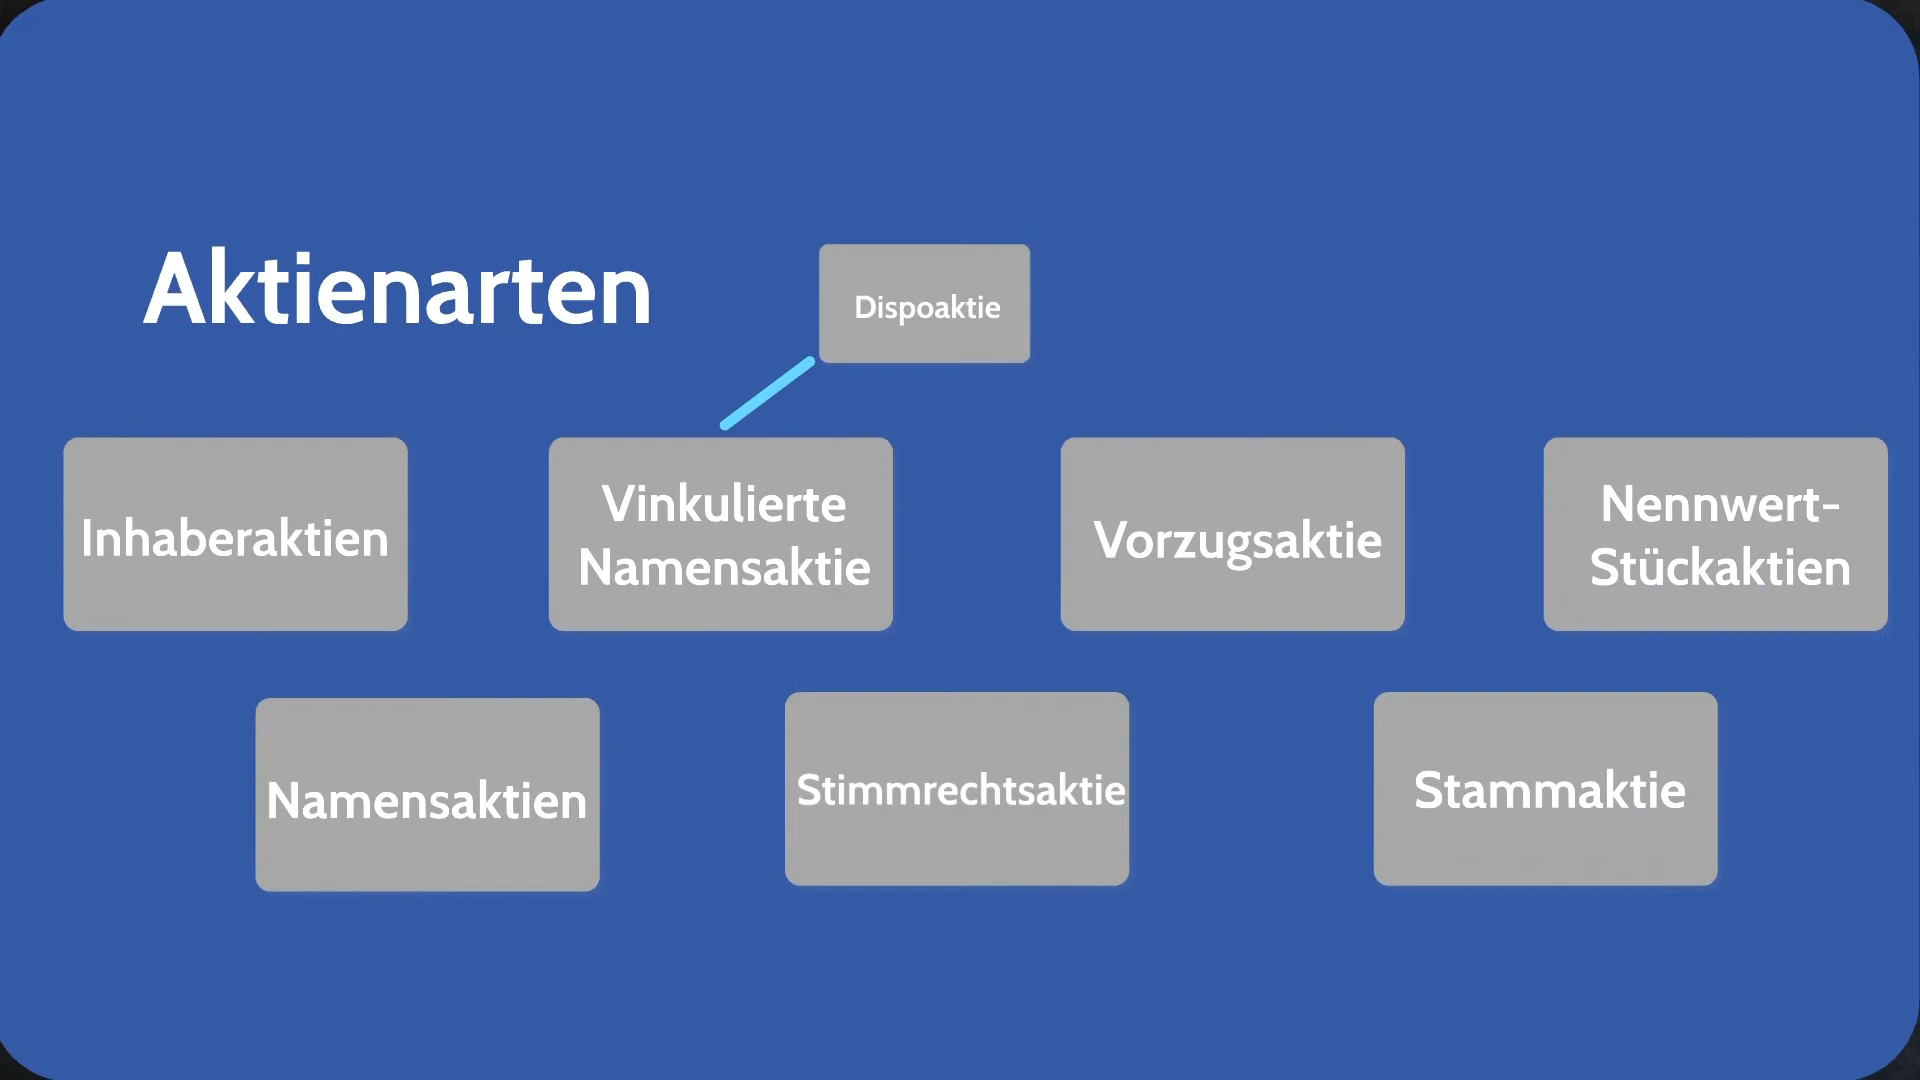 Aktienarten
Dispoaktie
Inhaberaktien
Vinkulierte
Namensaktie
Vorzugsaktie
Nennwert-
Stückaktien
Namensaktien
Stimmrechtsaktie
Stammaktie